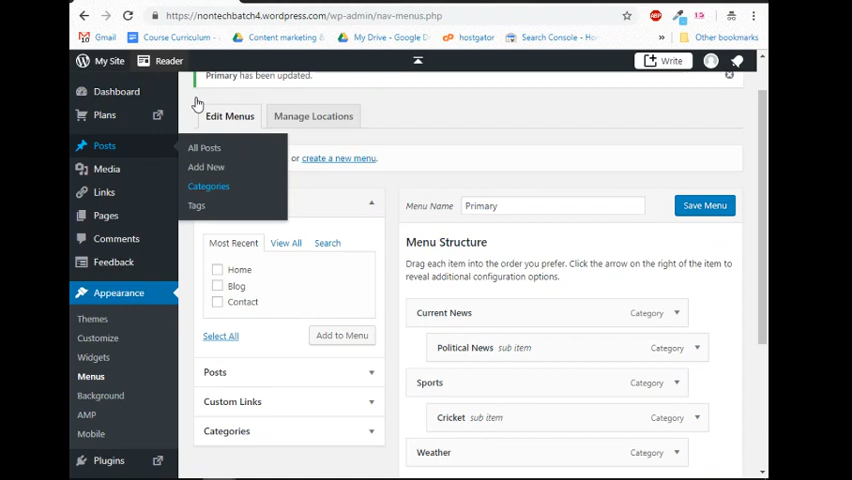 https://nontechbatch4.wordpress.com/wp-admin/nav-menus.php
Gmail
Course Curriculum -
Content marketing &
My Drive - Google D
hostgator
Search Console - Ho
Other bookmarks
My Site
Reader
Write
Primary has been updated.
Dashboard
Plans
Posts
Media
Links
Pages
Comments
Feedback
Appearance
Themes
Customize
Widgets
Menus
Background
AMP
Mobile
Plugins
All Posts
Add New
Categories
Tags
Edit Menus
Manage Locations
or create a new menu.
Most Recent
View All
Search
Home
Blog
Contact
Select All
Add to Menu
Posts
Custom Links
Categories
Menu Name
Primary
Save Menu
Menu Structure
Drag each item into the order you prefer. Click the arrow on the right of the item to
reveal additional configuration options.
Current News
Category
Political News sub item
Category
Sports
Category
Cricket sub item
Category
Weather
Category